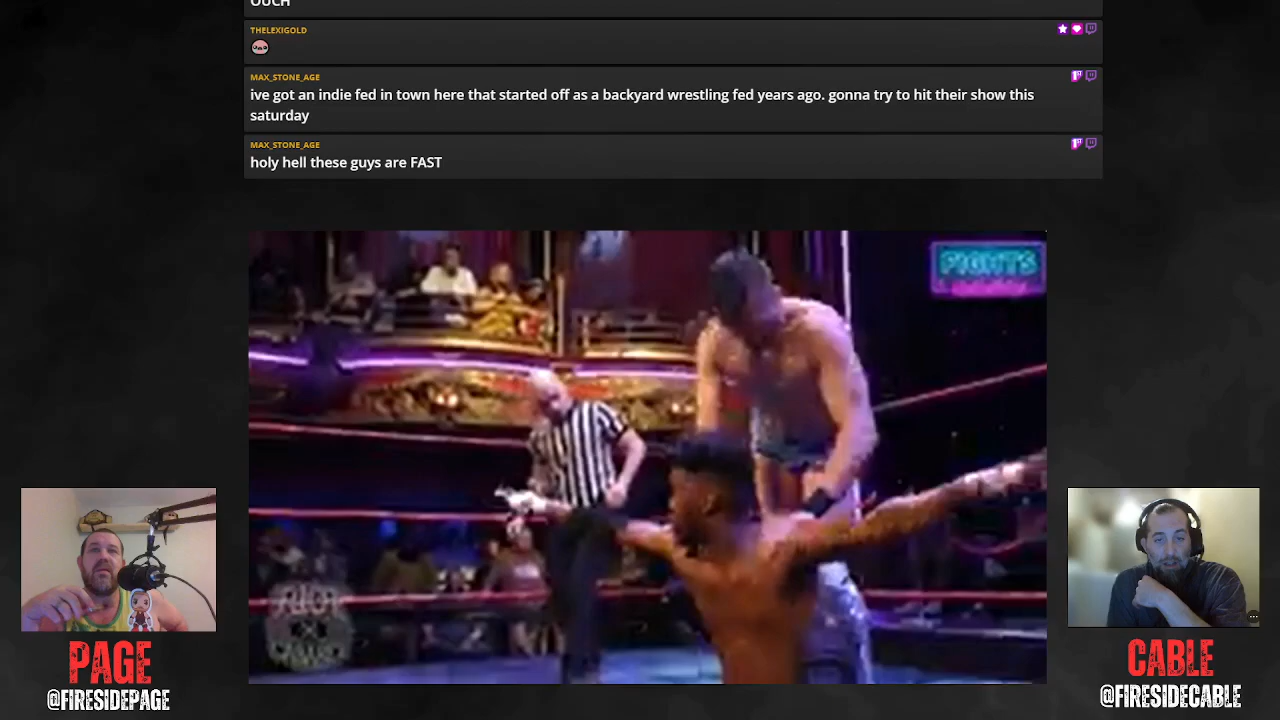 OUCH
THELEXIGOLD
MAX_STONE_AGE
ive got an indie fed in town here that started off as a backyard wrestling fed years ago. gonna try to hit their show this
saturday
MAX_STONE_AGE
holy hell these guys are FAST
FIGHTS
PAGE
@FIRESIDEPAGE
CABLE
@FIRESIDECABLE